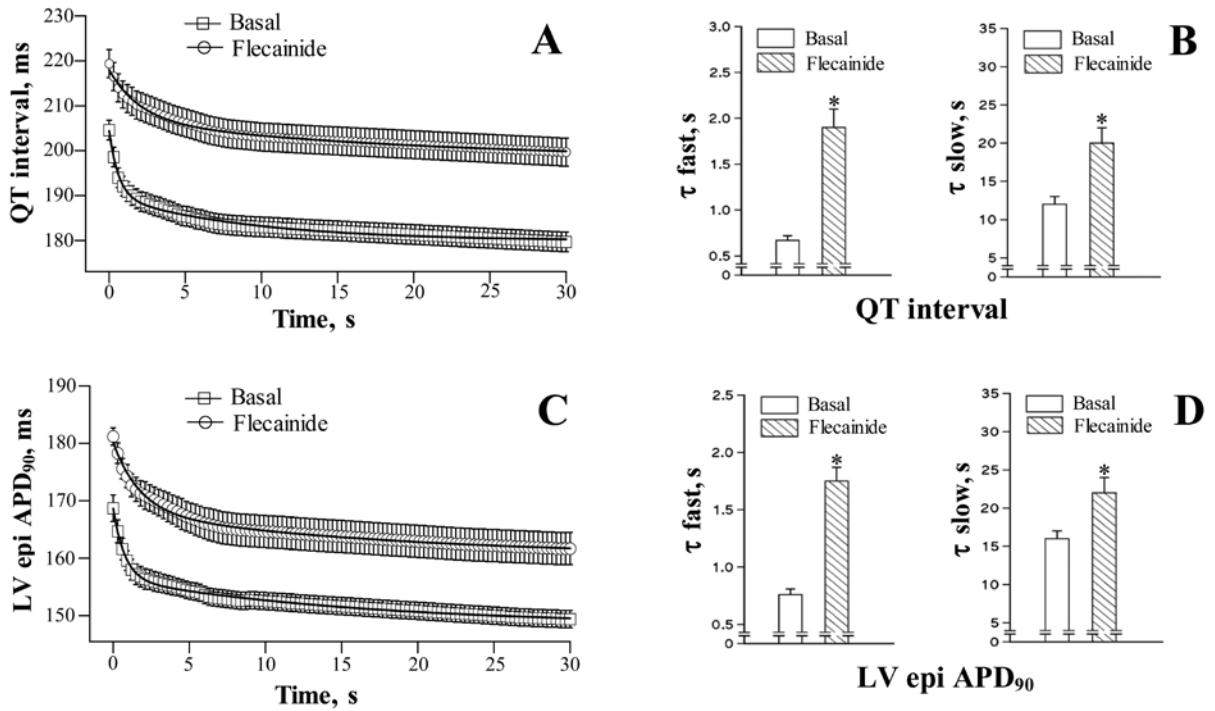 230
220
210
200
190
180
QT interval, ms
Basal
Flecainide
A
0
5
10
15
20
25
30
Time, s
3.0
2.5
2.0
1.5
1.0
0.5
0
τ fast, s
Basal
Flecainide
*
35
30
25
20
15
10
5
0
τ slow, s
Basal
Flecainide
*
B
QT interval
190
180
170
160
150
LV epi APD90, ms
Basal
Flecainide
C
0
5
10
15
20
25
30
Time, s
2.5
2.0
1.5
1.0
0.5
0
τ fast, s
Basal
Flecainide
*
35
30
25
20
15
10
5
0
τ slow, s
Basal
Flecainide
*
D
LV epi APD90